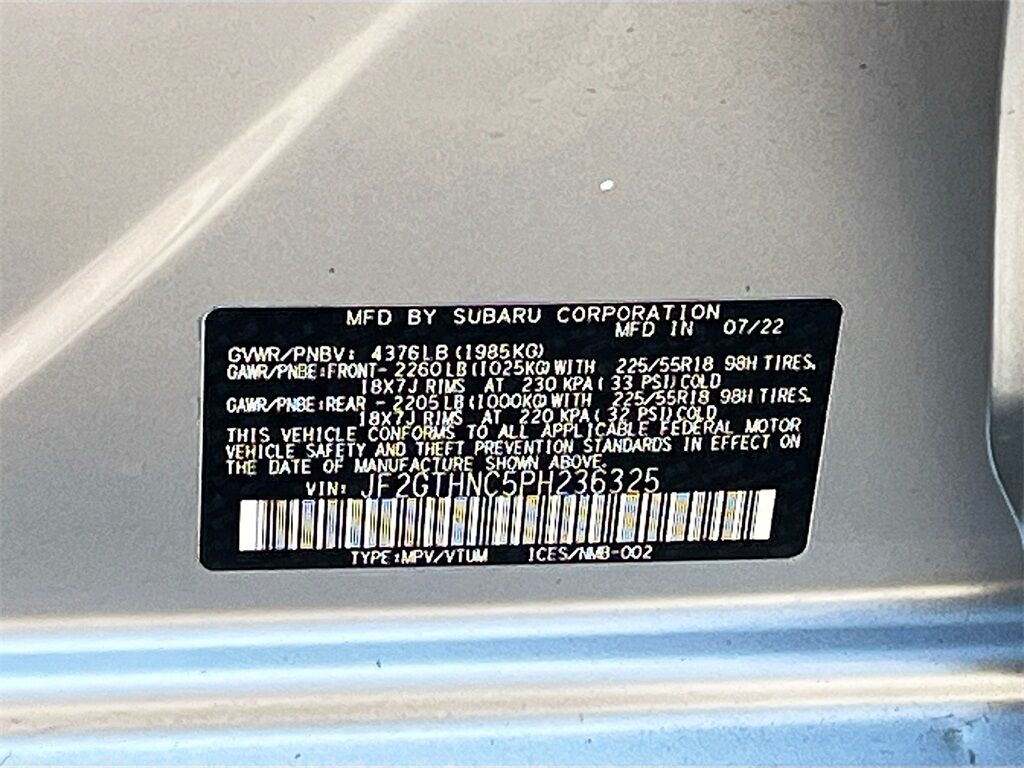 MFD BY SUBARU CORPORATION
MFD IN 07/22
GVWR/PNBV: 4376LB(1985KG)
GAWR/PNBE:FRONT- 2260LB(1025KG)WITH 225/55R18 98H TIRES.
18X7J RIMS AT 230 KPA( 33 PSI)COLD
GAWR/PNBE:REAR - 2205LB(1000KG)WITH 225/55R18 98H TIRES.
18X7J RIMS AT 220 KPA( 32 PSI)COLD
THIS VEHICLE CONFORMS TO ALL APPLICABLE FEDERAL MOTOR
VEHICLE SAFETY AND THEFT PREVENTION STANDARDS IN EFFECT ON
THE DATE OF MANUFACTURE SHOWN ABOVE.
VIN: JF2GTHNC5PH236325
TYPE:MPV/VTUM ICES/NMB-002